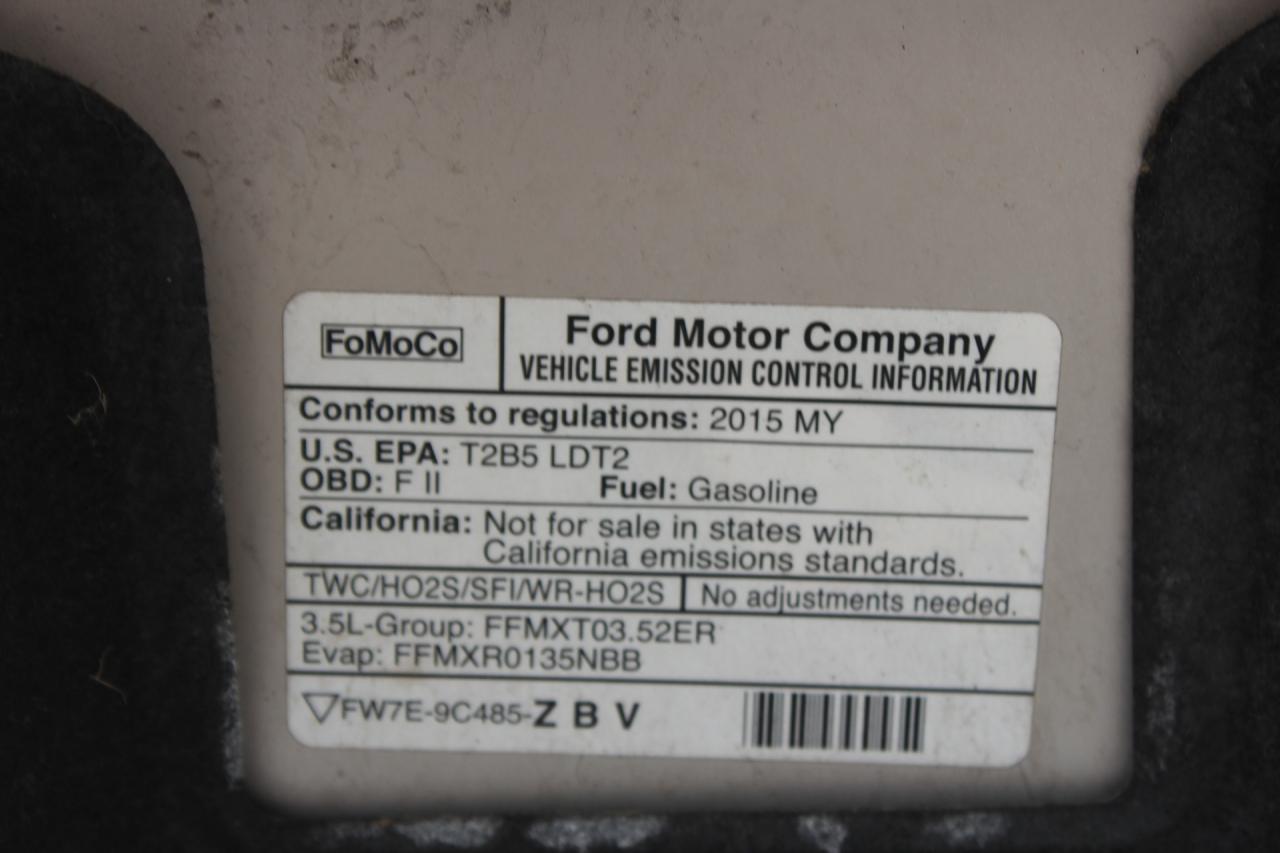 FoMoCo
Ford Motor Company
VEHICLE EMISSION CONTROL INFORMATION
Conforms to regulations: 2015 MY
U.S. EPA: T2B5 LDT2
OBD: F II Fuel: Gasoline
California: Not for sale in states with
California emissions standards.
TWC/HO2S/SFI/WR-HO2S No adjustments needed.
3.5L-Group: FFMXT03.52ER
Evap: FFMXR0135NBB
FW7E-9C485-Z B V